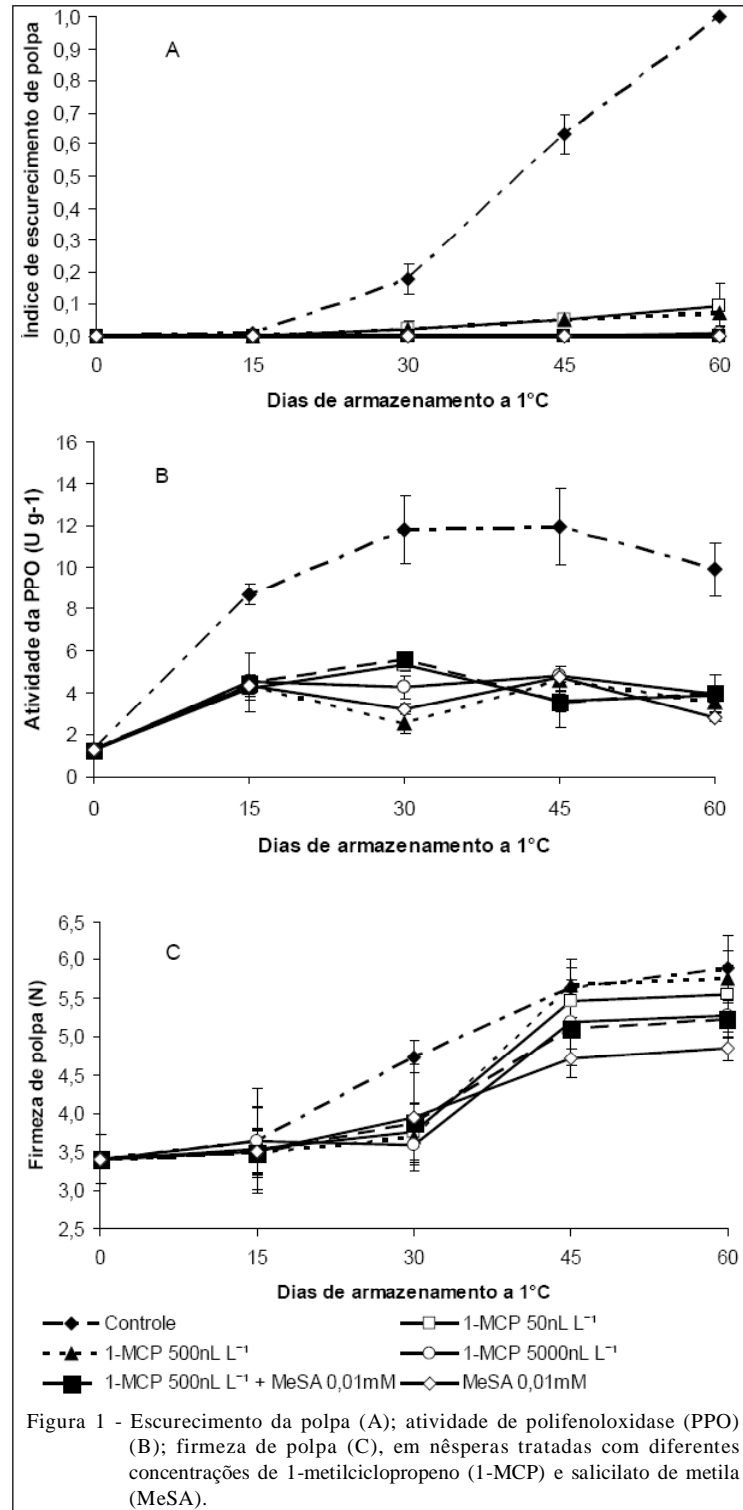 A
Índice de escurecimento de polpa
1,0
0,9
0,8
0,7
0,6
0,5
0,4
0,3
0,2
0,1
0,0
0 15 30 45 60
Dias de armazenamento a 1°C
B
Atividade da PPO (U g-1)
16
14
12
10
8
6
4
2
0
0 15 30 45 60
Dias de armazenamento a 1°C
C
Firmeza de polpa (N)
6,5
6,0
5,5
5,0
4,5
4,0
3,5
3,0
2,5
0 15 30 45 60
Dias de armazenamento a 1°C
Controle 1-MCP 50nL L⁻¹
1-MCP 500nL L⁻¹ 1-MCP 5000nL L⁻¹
1-MCP 500nL L⁻¹ + MeSA 0,01mM MeSA 0,01mM
Figura 1 - Escurecimento da polpa (A); atividade de polifenoloxidase (PPO)
(B); firmeza de polpa (C), em nêsperas tratadas com diferentes
concentrações de 1-metilciclopropeno (1-MCP) e salicilato de metila
(MeSA).